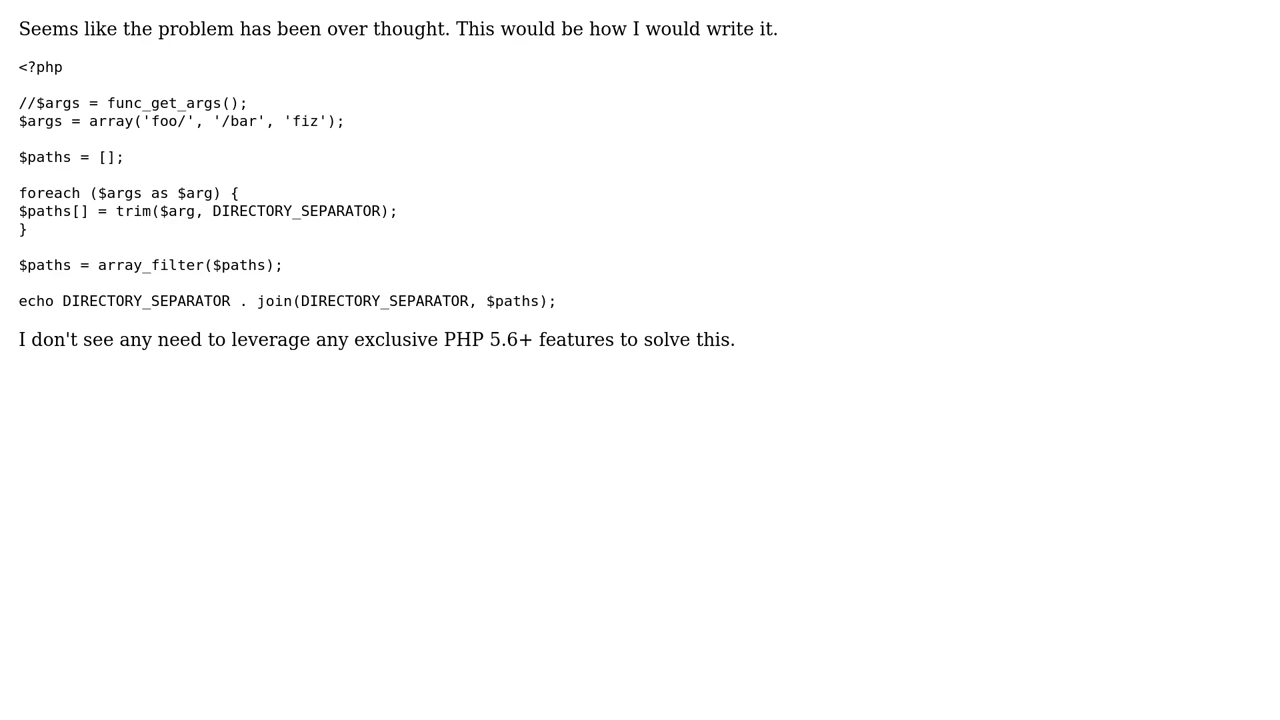 Seems like the problem has been over thought. This would be how I would write it.
<?php
//$args = func_get_args();
$args = array('foo/', '/bar', 'fiz');
$paths = [];
foreach ($args as $arg) {
$paths[] = trim($arg, DIRECTORY_SEPARATOR);
}
$paths = array_filter($paths);
echo DIRECTORY_SEPARATOR . join(DIRECTORY_SEPARATOR, $paths);
I don't see any need to leverage any exclusive PHP 5.6+ features to solve this.